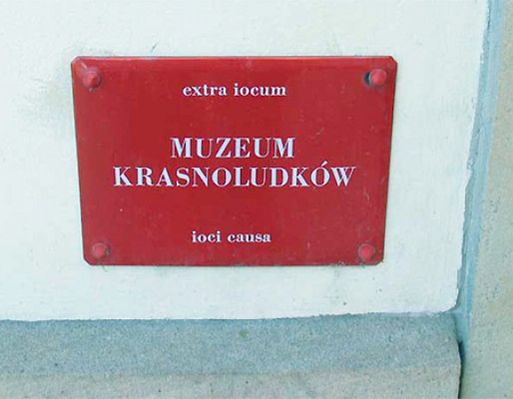 extra iocum
MUZEUM
KRASNOLUDKÓW
ioci causa